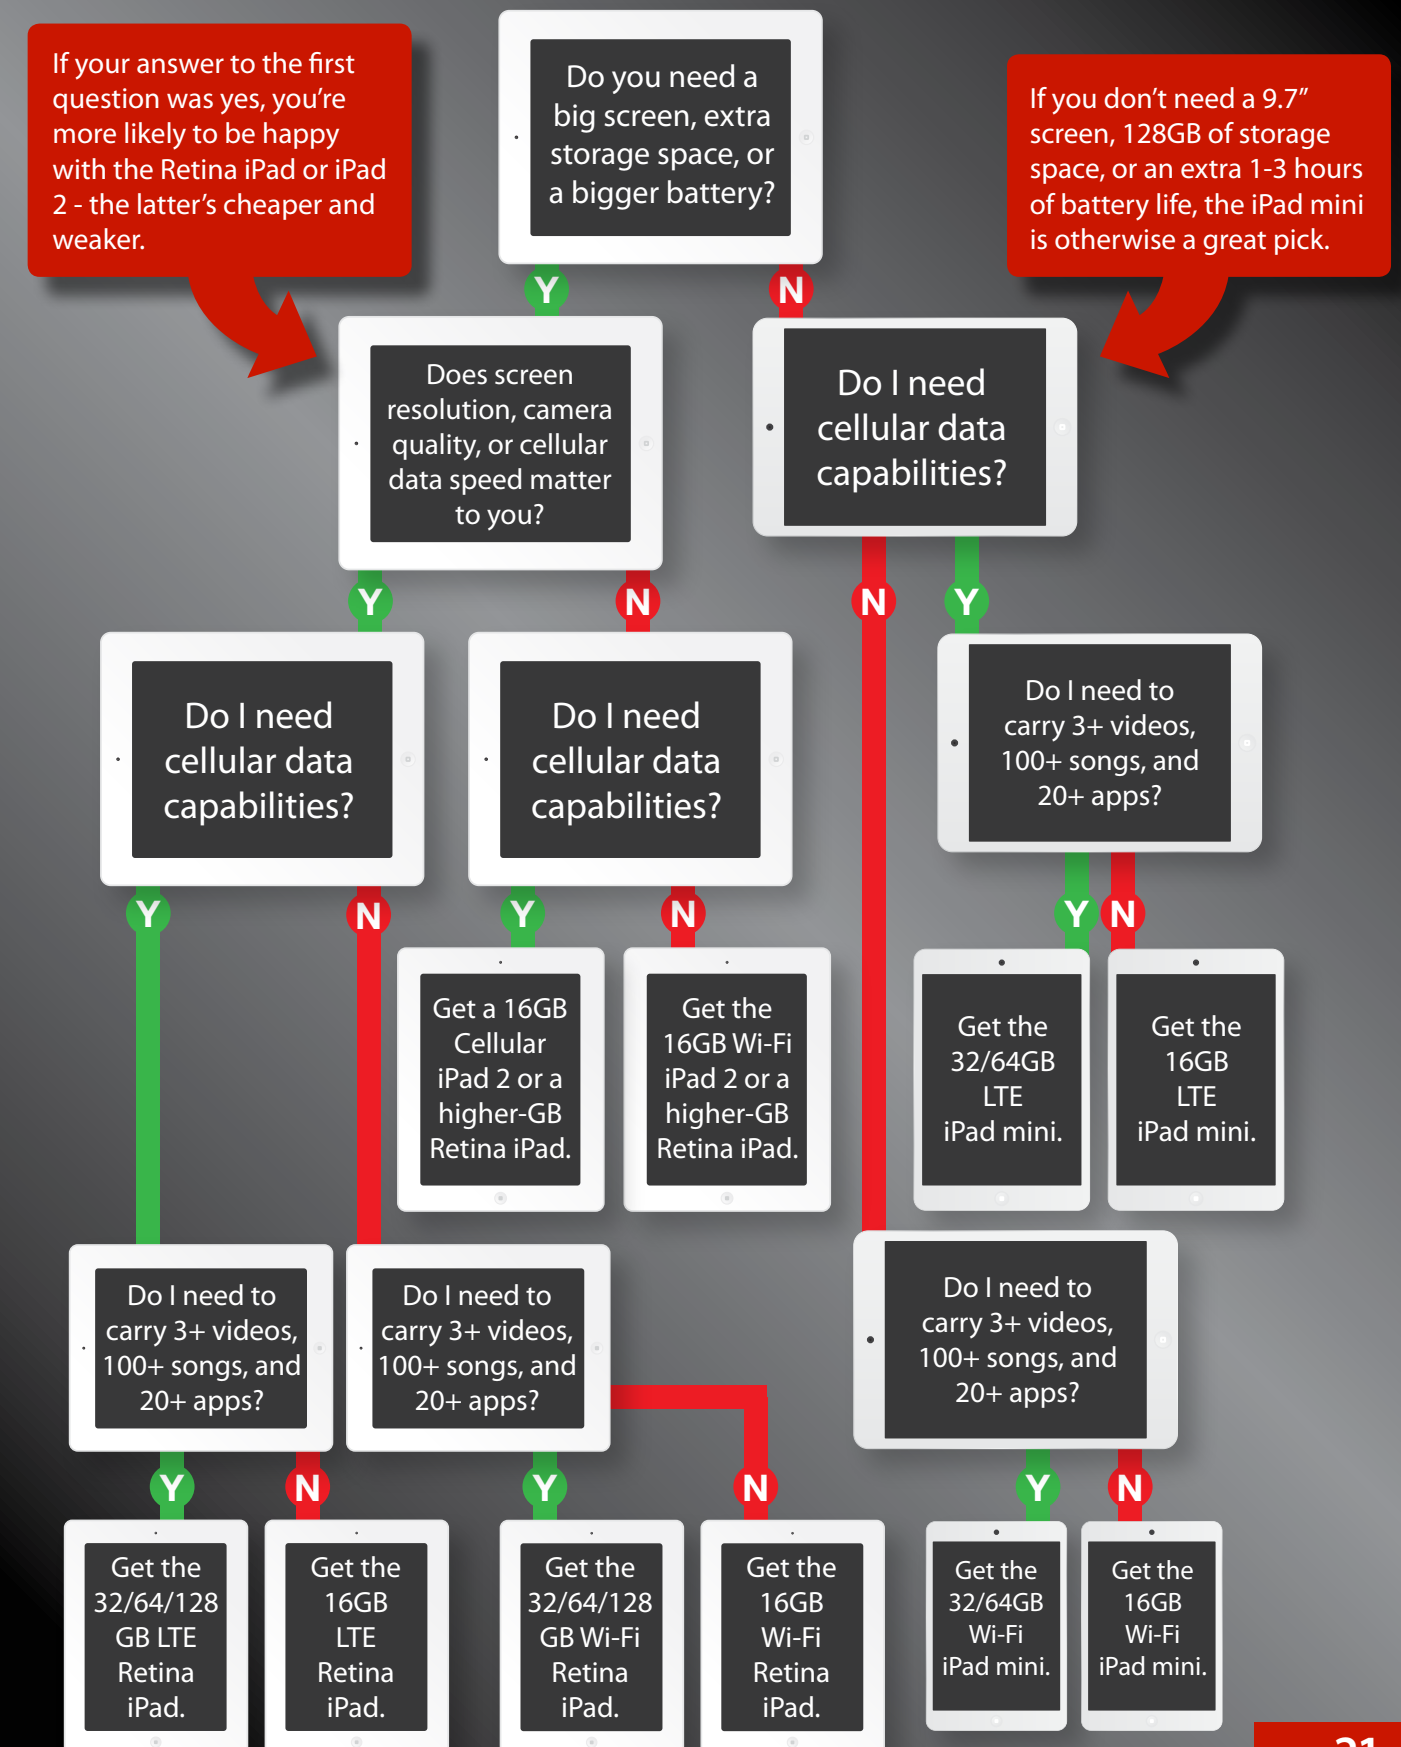 If your answer to the first
question was yes, you're
more likely to be happy
with the Retina iPad or iPad
2 - the latter's cheaper and
weaker.
Do you need a
big screen, extra
storage space, or
a bigger battery?
If you don't need a 9.7"
screen, 128GB of storage
space, or an extra 1-3 hours
of battery life, the iPad mini
is otherwise a great pick.
Y
N
Does screen
resolution, camera
quality, or cellular
data speed matter
to you?
Do I need
cellular data
capabilities?
Y
N
N
Y
Do I need
cellular data
capabilities?
Do I need
cellular data
capabilities?
Do I need to
carry 3+ videos,
100+ songs, and
20+ apps?
Y
N
Y
N
Y
N
Get a 16GB
Cellular
iPad 2 or a
higher-GB
Retina iPad.
Get the
16GB Wi-Fi
iPad 2 or a
higher-GB
Retina iPad.
Get the
32/64GB
LTE
iPad mini.
Get the
16GB
LTE
iPad mini.
Do I need to
carry 3+ videos,
100+ songs, and
20+ apps?
Do I need to
carry 3+ videos,
100+ songs, and
20+ apps?
Do I need to
carry 3+ videos,
100+ songs, and
20+ apps?
Y
N
Y
N
Y
N
Get the
32/64/128
GB LTE
Retina
iPad.
Get the
16GB
LTE
Retina
iPad.
Get the
32/64/128
GB Wi-Fi
Retina
iPad.
Get the
16GB
Wi-Fi
Retina
iPad.
Get the
32/64GB
Wi-Fi
iPad mini.
Get the
16GB
Wi-Fi
iPad mini.